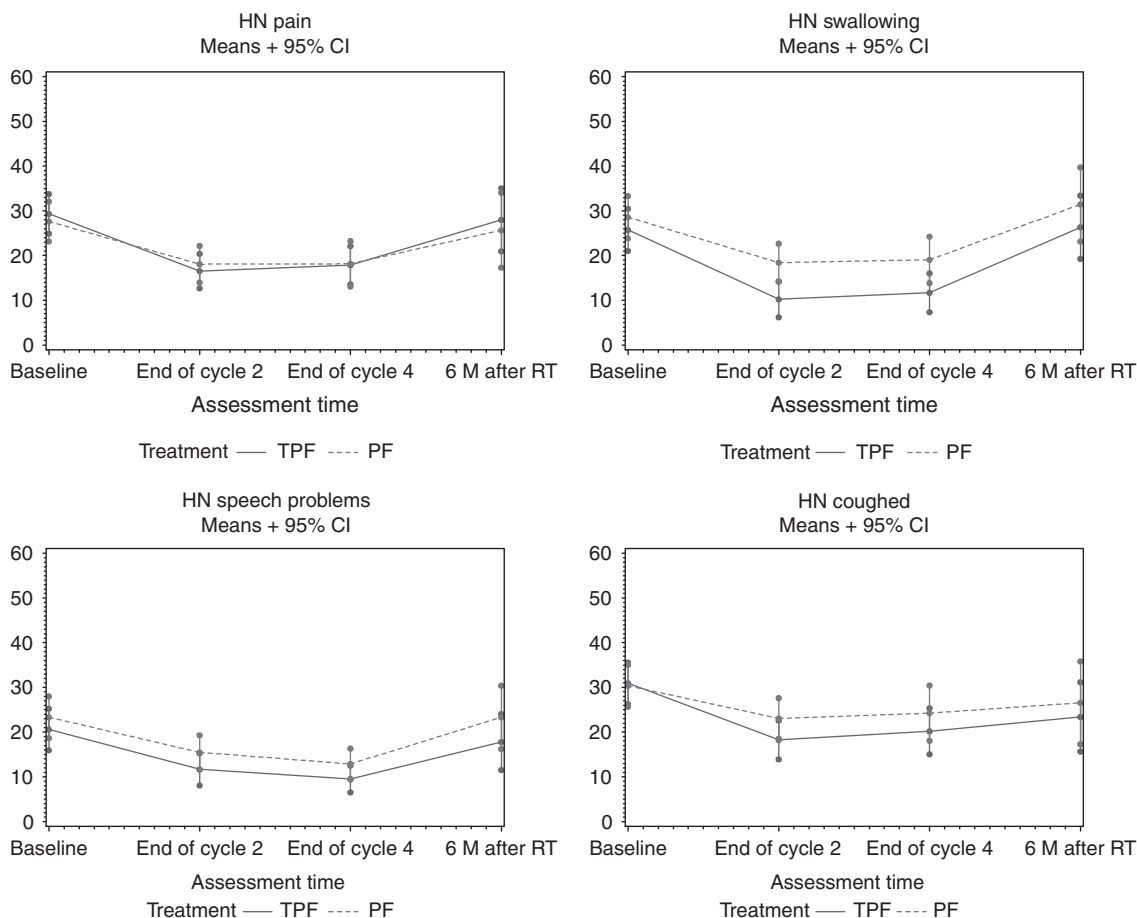 HN pain
Means + 95% CI
60
50
40
30
20
10
0
Baseline End of cycle 2 End of cycle 4 6 M after RT
Assessment time
Treatment TPF PF
HN swallowing
Means + 95% CI
60
50
40
30
20
10
0
Baseline End of cycle 2 End of cycle 4 6 M after RT
Assessment time
Treatment TPF PF
HN speech problems
Means + 95% CI
60
50
40
30
20
10
0
Baseline End of cycle 2 End of cycle 4 6 M after RT
Assessment time
Treatment TPF PF
HN coughed
Means + 95% CI
60
50
40
30
20
10
0
Baseline End of cycle 2 End of cycle 4 6 M after RT
Assessment time
Treatment TPF PF